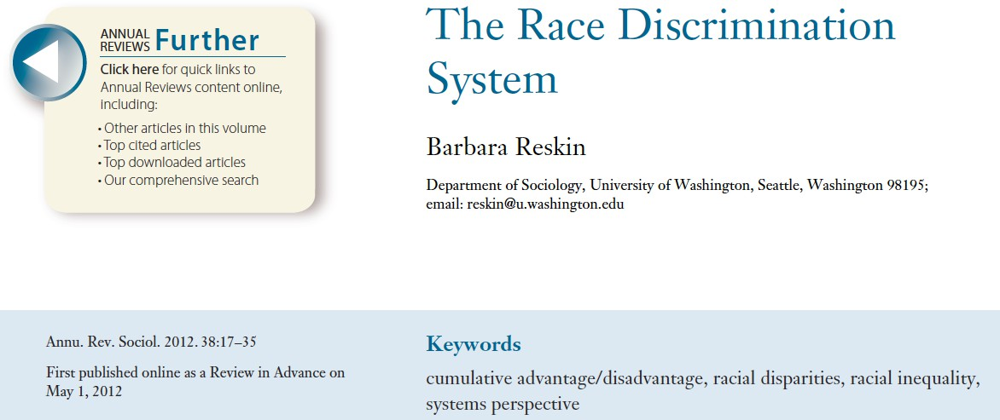 ANNUAL
REVIEWS Further
Click here for quick links to
Annual Reviews content online,
including:
• Other articles in this volume
• Top cited articles
• Top downloaded articles
• Our comprehensive search
The Race Discrimination
System
Barbara Reskin
Department of Sociology, University of Washington, Seattle, Washington 98195;
email: reskin@u.washington.edu
Annu. Rev. Sociol. 2012. 38:17–35
First published online as a Review in Advance on
May 1, 2012
Keywords
cumulative advantage/disadvantage, racial disparities, racial inequality,
systems perspective